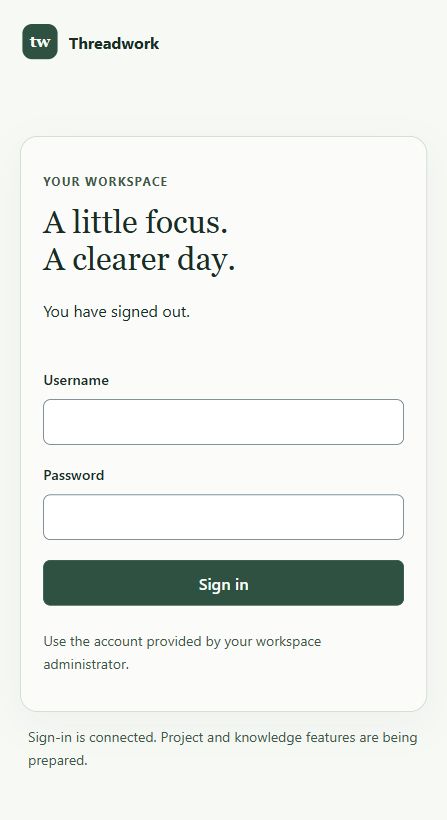 tw
Threadwork
YOUR WORKSPACE
A little focus.
A clearer day.
You have signed out.
Username
Password
Sign in
Use the account provided by your workspace
administrator.
Sign-in is connected. Project and knowledge features are being
prepared.